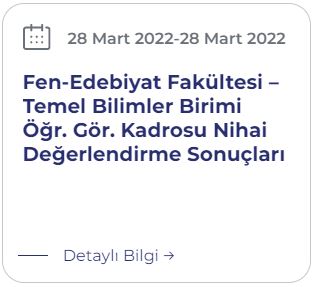 28 Mart 2022-28 Mart 2022
Fen-Edebiyat Fakültesi –
Temel Bilimler Birimi
Öğr. Gör. Kadrosu Nihai
Değerlendirme Sonuçları
Detaylı Bilgi →